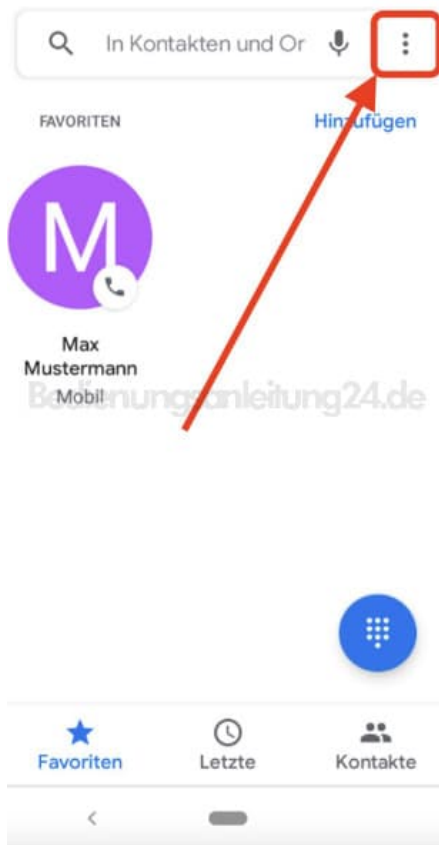 In Kontakten und Or
FAVORITEN
Hinzufügen
M
Max
Mustermann
Mobil
Bedienungsanleitung24.de
Favoriten
Letzte
Kontakte